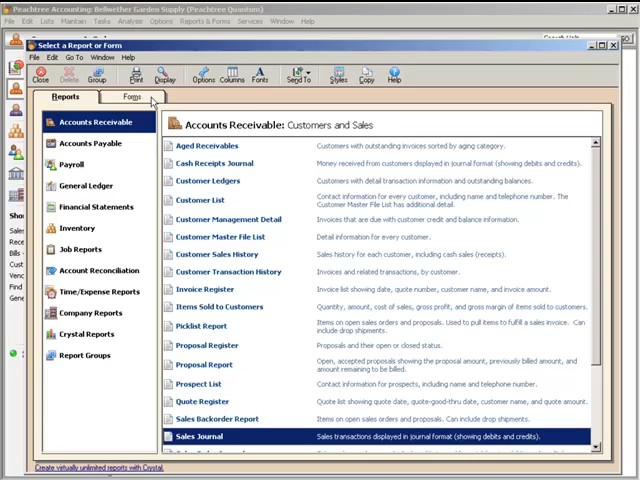 Peachtree Accounting: Bellwether Garden Supply (Peachtree Quantum)
File Edit Lists Maintain Tasks Analysis Options Reports & Forms Services Window Help
Select a Report or Form
File Edit Go To Window Help
Close Delete Group Print Display Options Columns Fonts Send To Styles Copy Help
Reports Forms
Accounts Receivable
Accounts Payable
Payroll
General Ledger
Financial Statements
Inventory
Job Reports
Account Reconciliation
Time/Expense Reports
Company Reports
Crystal Reports
Report Groups
Accounts Receivable: Customers and Sales
Aged Receivables Customers with outstanding invoices sorted by aging category.
Cash Receipts Journal Money received from customers displayed in journal format (showing debits and credits).
Customer Ledgers Customers with detail transaction information and outstanding balances.
Customer List Contact information for every customer, including name and telephone number. The
Customer Master File List has additional detail.
Customer Management Detail Invoices that are due with customer credit and balance information.
Customer Master File List Detail information for every customer.
Customer Sales History Sales history for each customer, including cash sales (receipts).
Customer Transaction History Invoices and related transactions, by customer.
Invoice Register Invoice list showing date, quote number, customer name, and invoice amount.
Items Sold to Customers Quantity, amount, cost of sales, gross profit, and gross margin of items sold to customers.
Picklist Report Items on open sales orders and proposals. Used to pull items to fulfill a sales invoice. Can
include drop shipments.
Proposal Register Proposals and their open or closed status.
Proposal Report Open, accepted proposals showing the proposal amount, previously billed amount, and
amount remaining to be billed.
Prospect List Contact information for prospects, including name and telephone number.
Quote Register Quote list showing quote date, quote-good-thru date, customer name, and quote amount.
Sales Backorder Report Items on open sales orders and proposals. Can include drop shipments.
Sales Journal Sales transactions displayed in journal format (showing debits and credits).
Create virtually unlimited reports with Crystal.